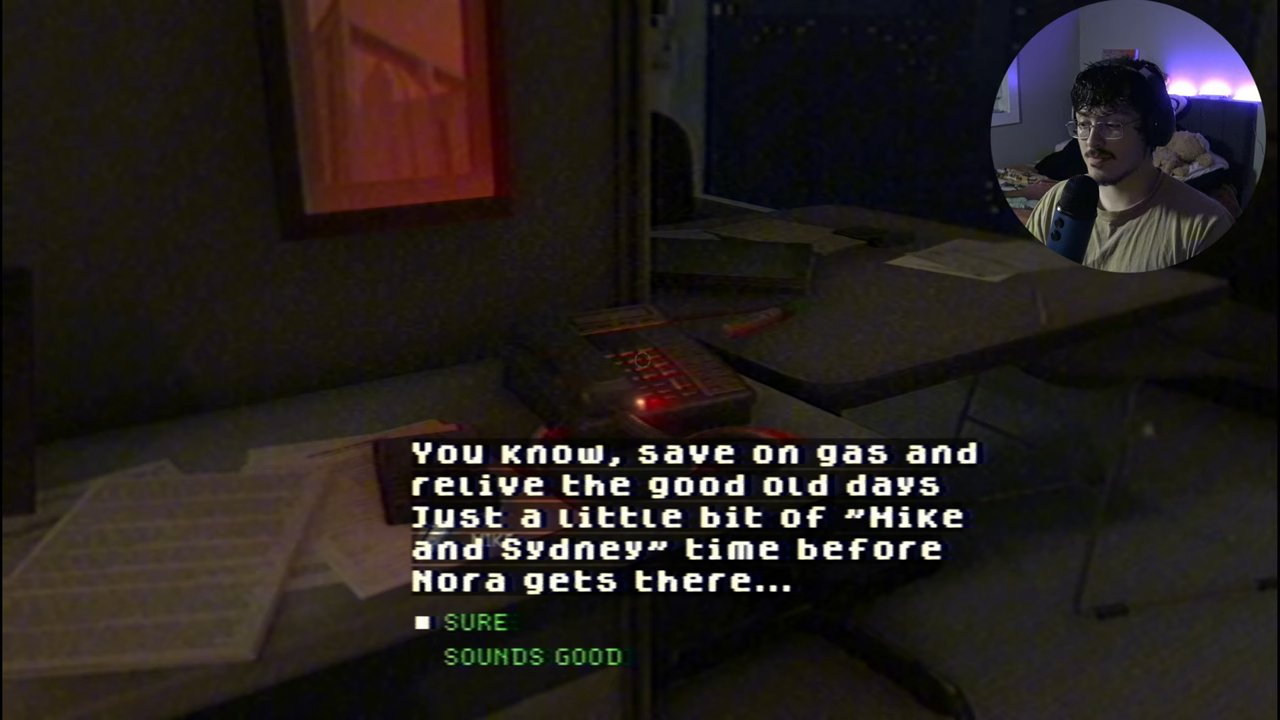 You know, save on gas and
relive the good old days
Just a little bit of "Mike
and Sydney" time before
Nora gets there...
SURE
SOUNDS GOOD